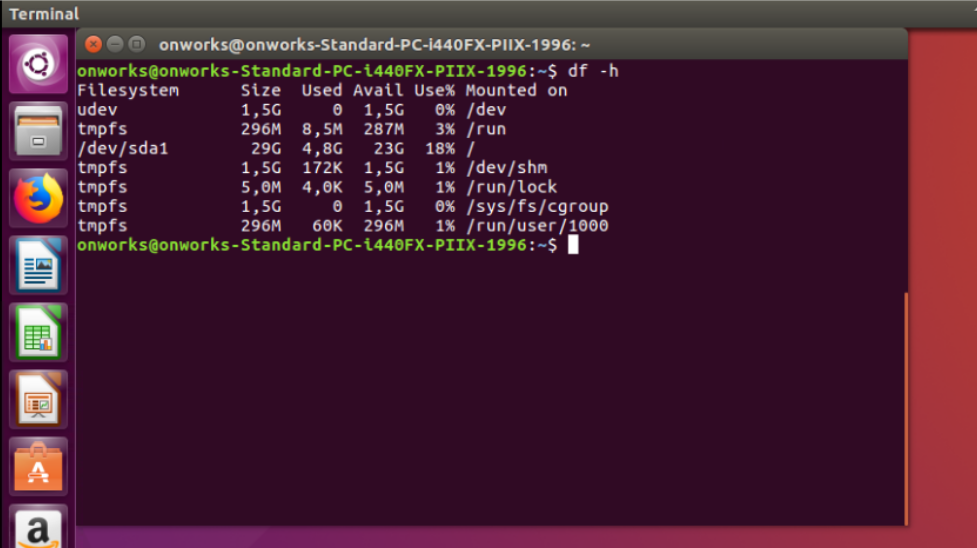 Terminal
onworks@onworks-Standard-PC-i440FX-PIIX-1996: ~
onworks@onworks-Standard-PC-i440FX-PIIX-1996:~$ df -h
Filesystem      Size  Used Avail Use% Mounted on
udev            1,5G     0  1,5G   0% /dev
tmpfs           296M  8,5M  287M   3% /run
/dev/sda1        29G  4,8G   23G  18% /
tmpfs           1,5G  172K  1,5G   1% /dev/shm
tmpfs           5,0M  4,0K  5,0M   1% /run/lock
tmpfs           1,5G     0  1,5G   0% /sys/fs/cgroup
tmpfs           296M   60K  296M   1% /run/user/1000
onworks@onworks-Standard-PC-i440FX-PIIX-1996:~$